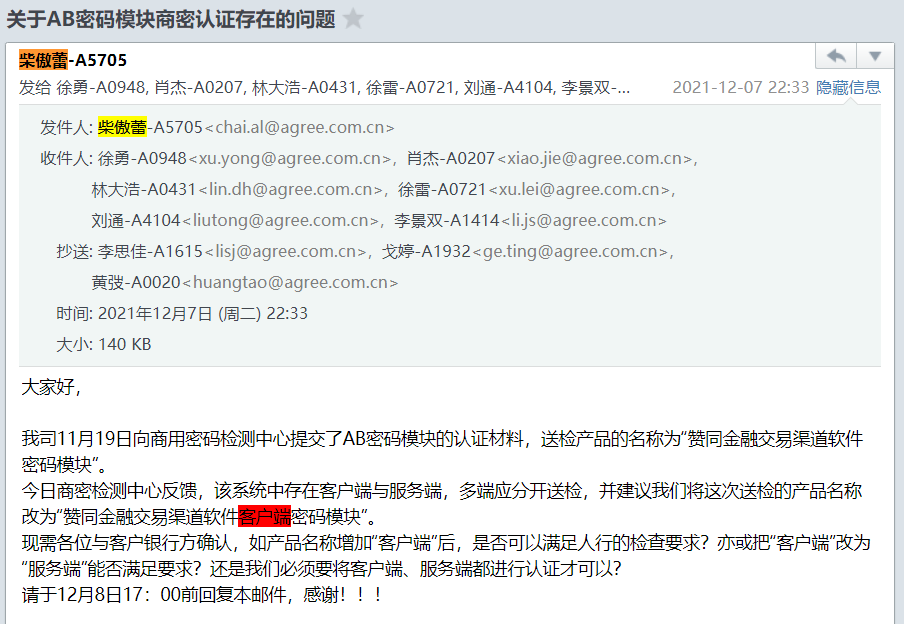 关于AB密码模块商密认证存在的问题
柴傲蕾-A5705
发给 徐勇-A0948, 肖杰-A0207, 林大浩-A0431, 徐雷-A0721, 刘通-A4104, 李景双-... 2021-12-07 22:33 隐藏信息
发件人: 柴傲蕾-A5705<chai.al@agree.com.cn>
收件人: 徐勇-A0948<xu.yong@agree.com.cn>, 肖杰-A0207<xiao.jie@agree.com.cn>,
林大浩-A0431<lin.dh@agree.com.cn>, 徐雷-A0721<xu.lei@agree.com.cn>,
刘通-A4104<liutong@agree.com.cn>, 李景双-A1414<li.js@agree.com.cn>
抄送: 李思佳-A1615<lisj@agree.com.cn>, 戈婷-A1932<ge.ting@agree.com.cn>,
黄弢-A0020<huangtao@agree.com.cn>
时间: 2021年12月7日 (周二) 22:33
大小: 140 KB
大家好，
我司11月19日向商用密码检测中心提交了AB密码模块的认证材料，送检产品的名称为“赞同金融交易渠道软件
密码模块”。
今日商密检测中心反馈，该系统中存在客户端与服务端，多端应分开送检，并建议我们将这次送检的产品名称
改为“赞同金融交易渠道软件客户端密码模块”。
现需各位与客户银行方确认，如产品名称增加“客户端”后，是否可以满足人行的检查要求？亦或把“客户端”改为
“服务端”能否满足要求？还是我们必须要将客户端、服务端都进行认证才可以？
请于12月8日17：00前回复本邮件，感谢！！！